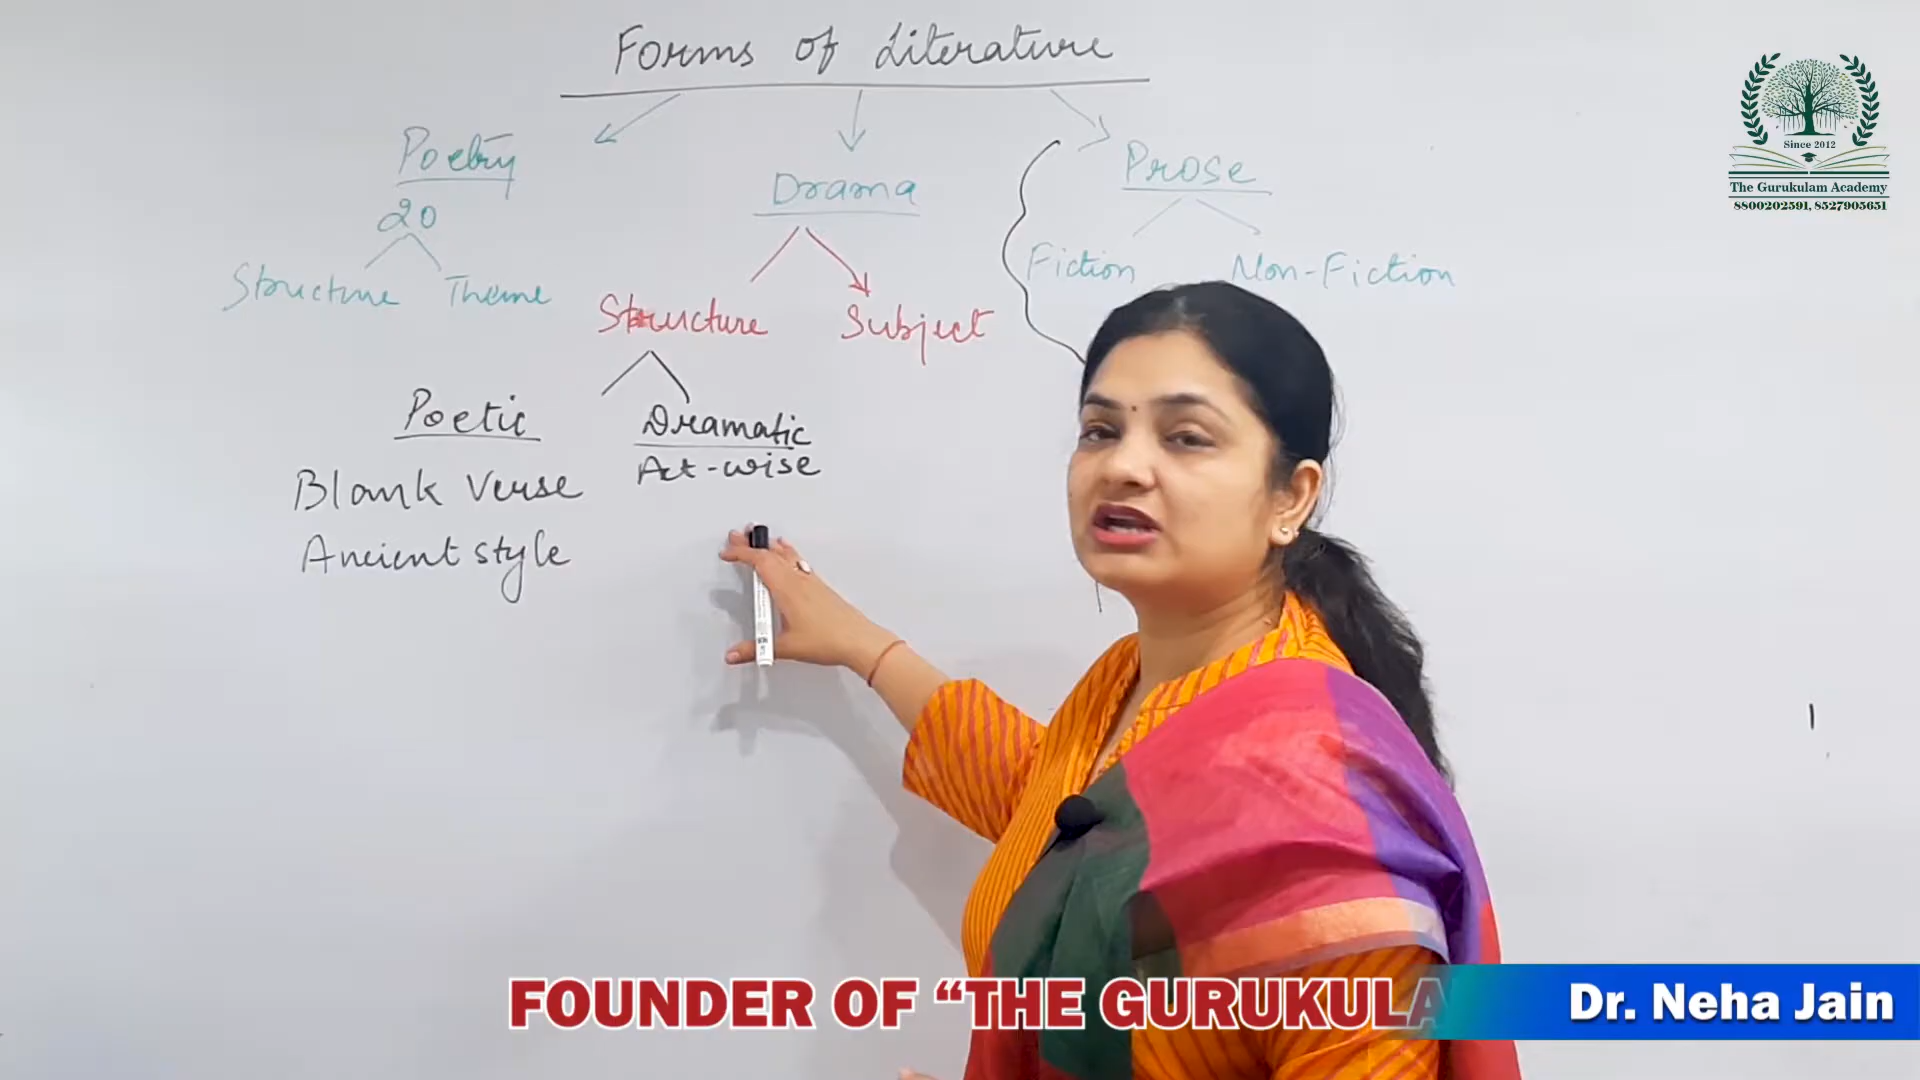 Forms of Literature
Poetry
20
Structure Theme
Drama
Structure Subject
Poetic
Blank Verse
Ancient style
Dramatic
Act-wise
Prose
Fiction Non-Fiction
Since 2012
The Gurukulam Academy
8800202591, 8527905651
FOUNDER OF “THE GURUKULA
Dr. Neha Jain